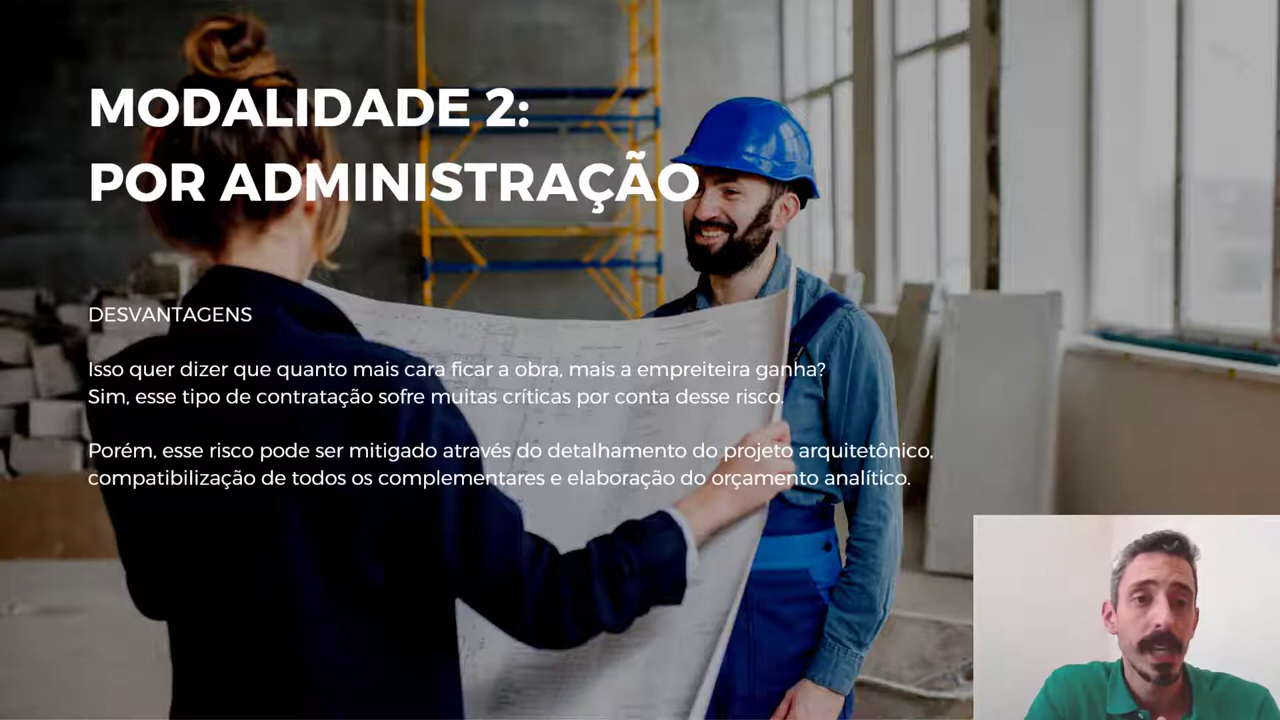 MODALIDADE 2:
POR ADMINISTRAÇÃO
DESVANTAGENS
Isso quer dizer que quanto mais cara ficar a obra, mais a empreiteira ganha?
Sim, esse tipo de contratação sofre muitas críticas por conta desse risco.
Porém, esse risco pode ser mitigado através do detalhamento do projeto arquitetônico,
compatibilização de todos os complementares e elaboração do orçamento analítico.